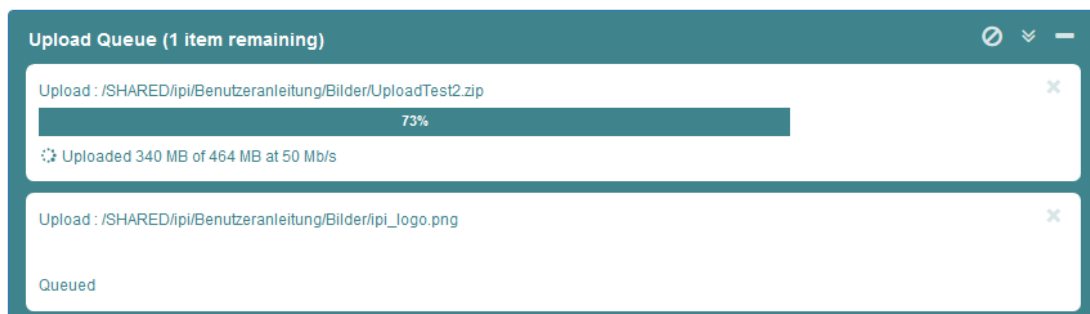 Upload Queue (1 item remaining)
Upload : /SHARED/ipi/Benutzeranleitung/Bilder/UploadTest2.zip
73%
Uploaded 340 MB of 464 MB at 50 Mb/s
Upload : /SHARED/ipi/Benutzeranleitung/Bilder/ipi_logo.png
Queued